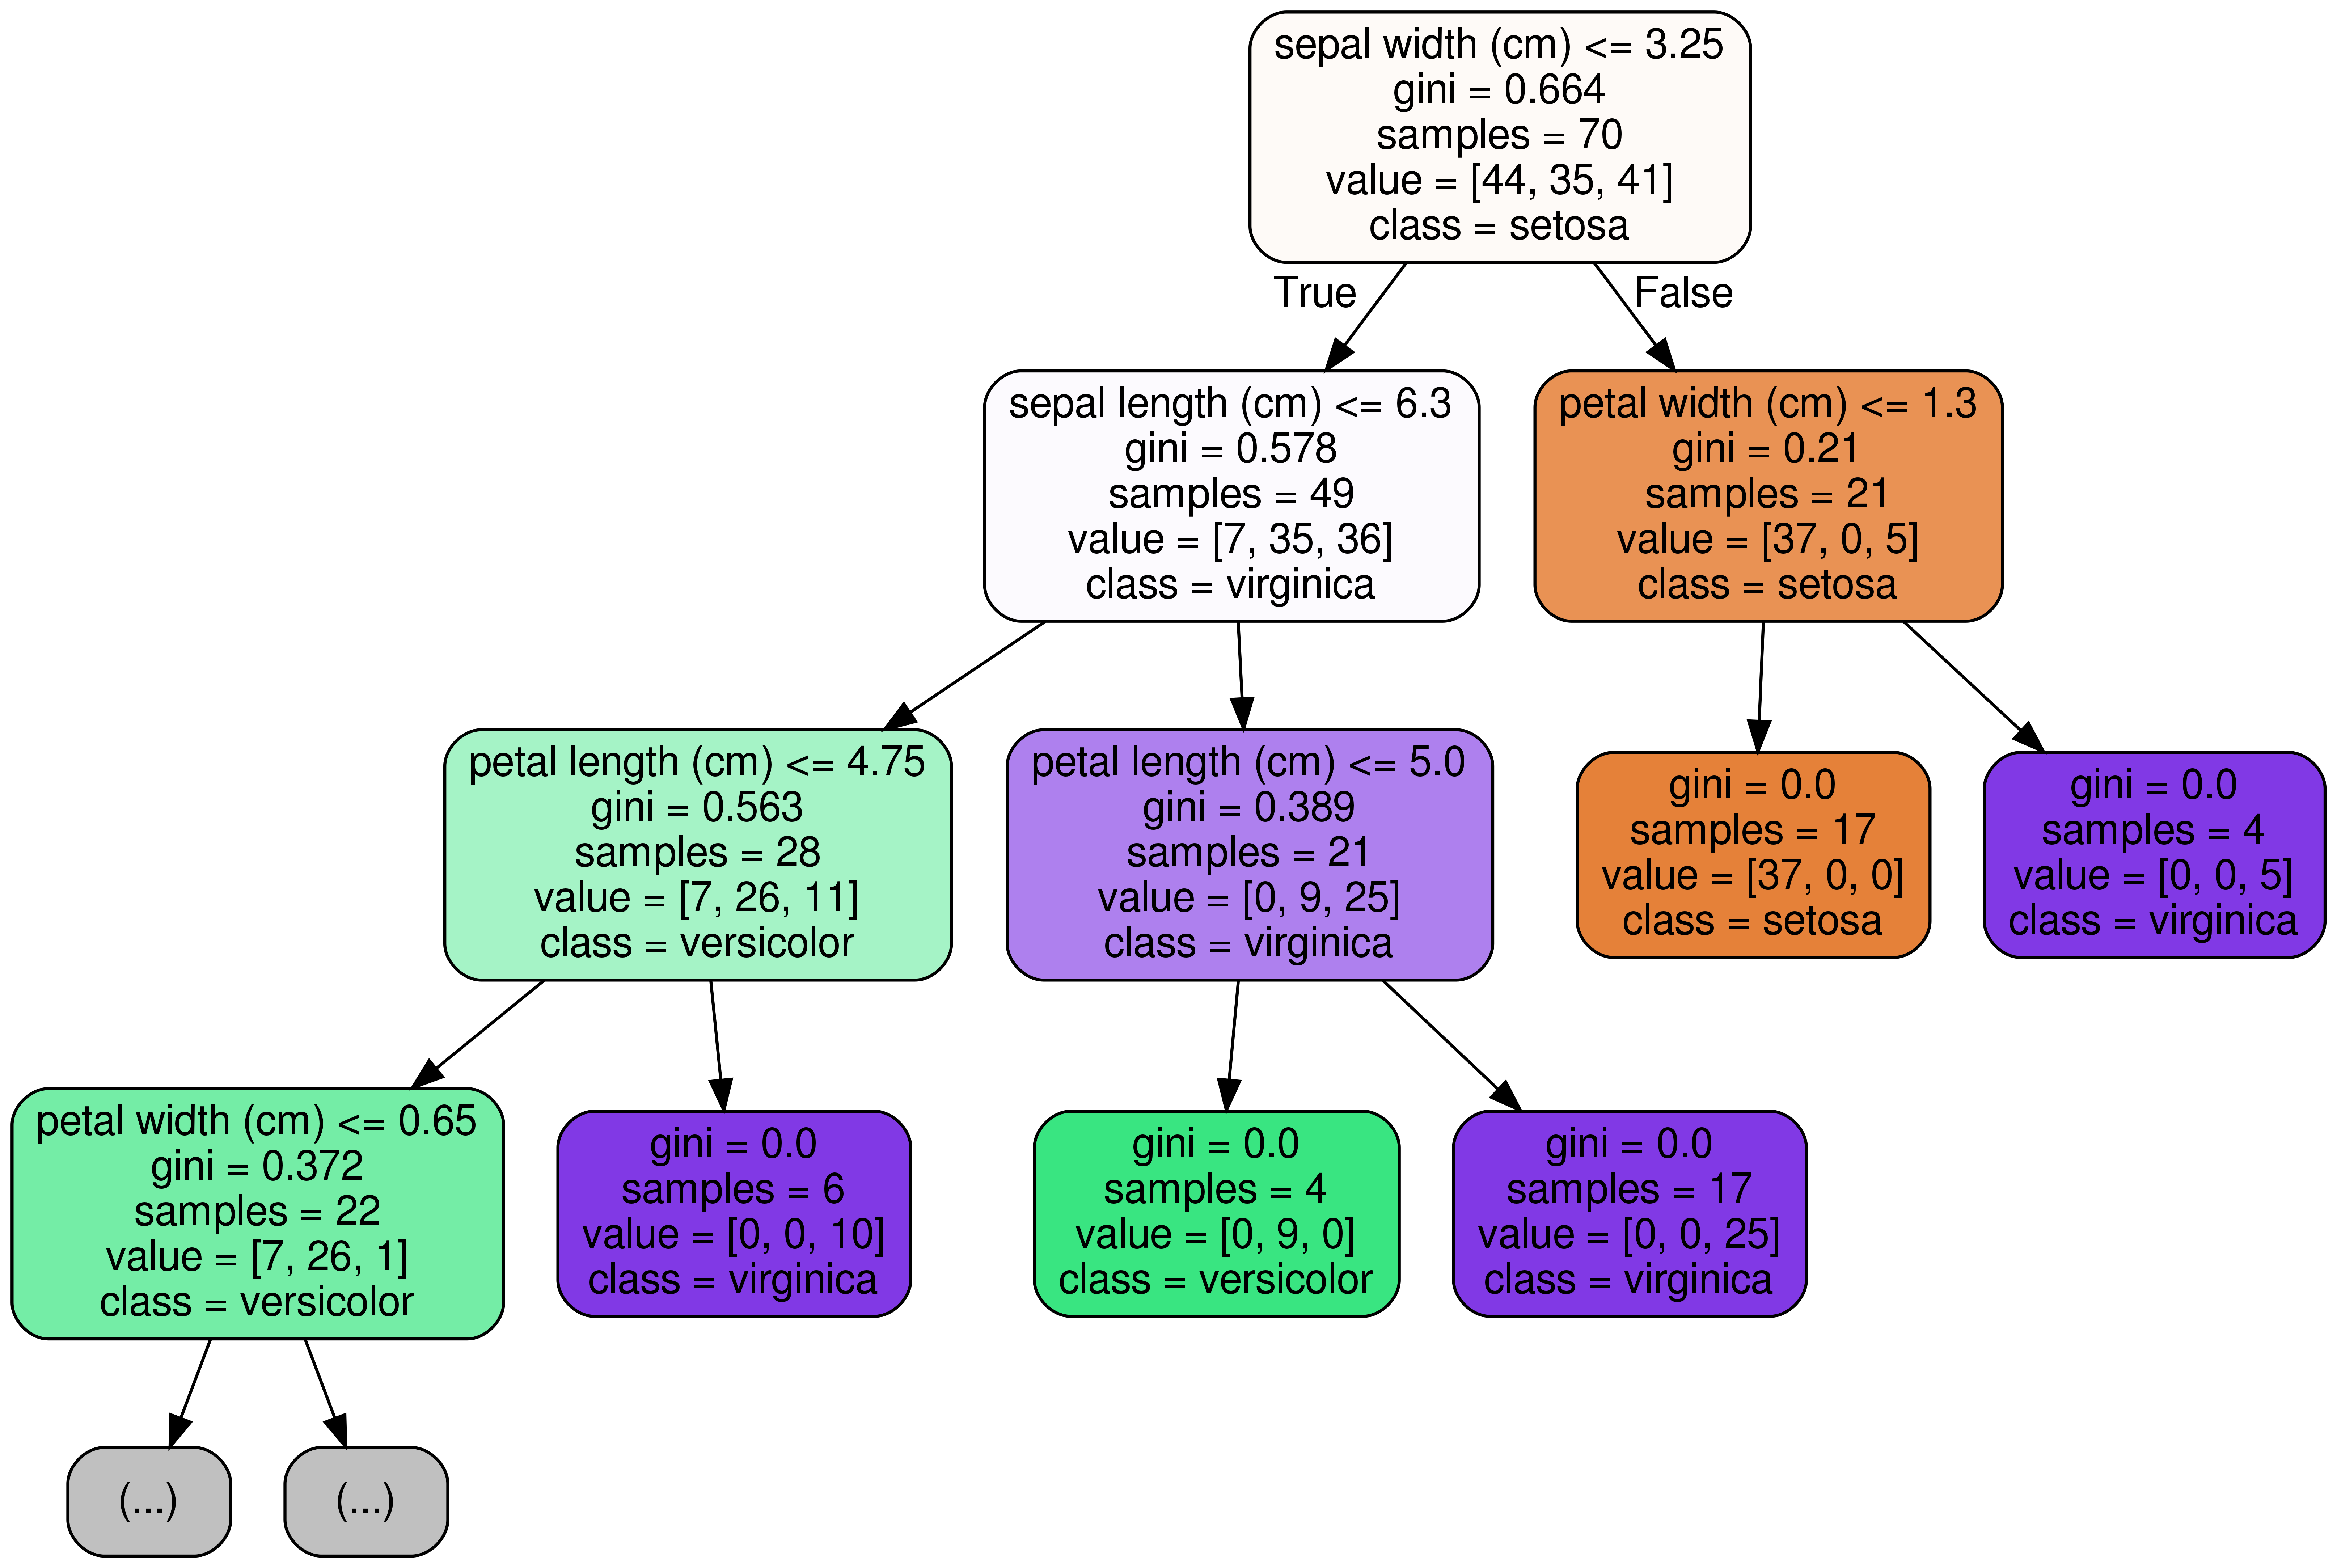 sepal width (cm) <= 3.25
gini = 0.664
samples = 70
value = [44, 35, 41]
class = setosa
True
False
sepal length (cm) <= 6.3
gini = 0.578
samples = 49
value = [7, 35, 36]
class = virginica
petal width (cm) <= 1.3
gini = 0.21
samples = 21
value = [37, 0, 5]
class = setosa
petal length (cm) <= 4.75
gini = 0.563
samples = 28
value = [7, 26, 11]
class = versicolor
petal length (cm) <= 5.0
gini = 0.389
samples = 21
value = [0, 9, 25]
class = virginica
gini = 0.0
samples = 17
value = [37, 0, 0]
class = setosa
gini = 0.0
samples = 4
value = [0, 0, 5]
class = virginica
petal width (cm) <= 0.65
gini = 0.372
samples = 22
value = [7, 26, 1]
class = versicolor
gini = 0.0
samples = 6
value = [0, 0, 10]
class = virginica
gini = 0.0
samples = 4
value = [0, 9, 0]
class = versicolor
gini = 0.0
samples = 17
value = [0, 0, 25]
class = virginica
(...)
(...)